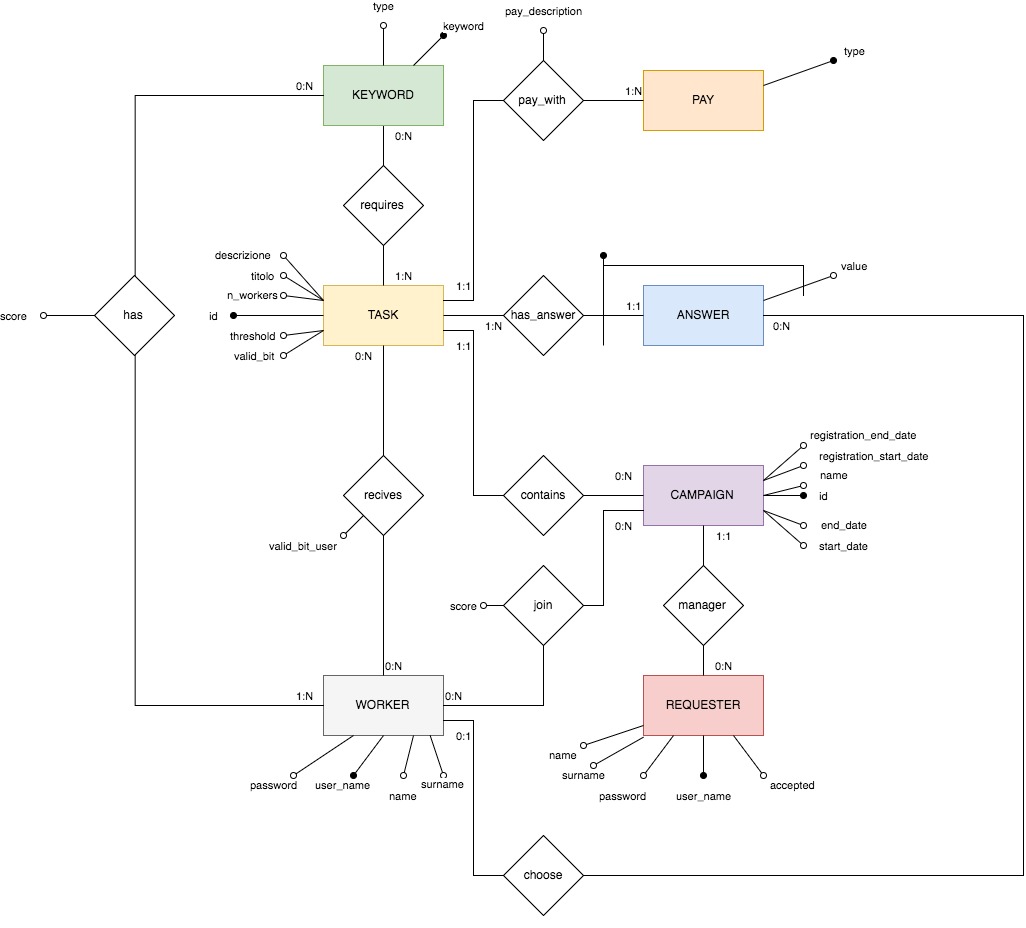 type
keyword
pay_description
type
0:N
KEYWORD
pay_with
1:N
PAY
0:N
requires
descrizione
titolo
n_workers
id
threshold
valid_bit
1:N
1:1
TASK
1:N
1:1
0:N
has_answer
1:1
ANSWER
value
0:N
score
has
registration_end_date
registration_start_date
name
id
end_date
start_date
0:N
contains
CAMPAIGN
0:N
1:1
recives
valid_bit_user
score
join
manager
0:N
0:N
1:N
WORKER
0:N
0:1
REQUESTER
password
user_name
name
surname
name
surname
password
user_name
accepted
choose